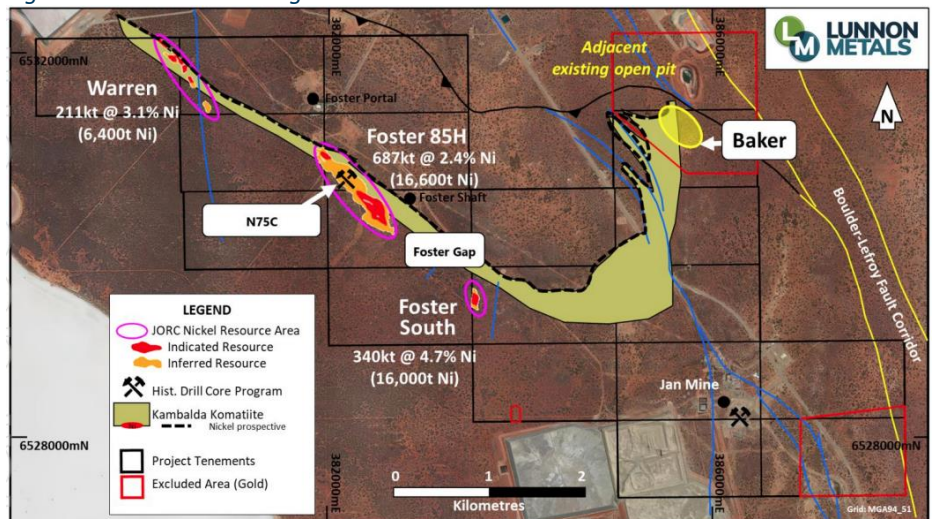 LUNNON
METALS
LM
6532000mN
382000mE
386000mE
Adjacent
existing open pit
N
Warren
211kt @ 3.1% Ni
(6,400t Ni)
Foster Portal
Baker
Foster 85H
687kt @ 2.4% Ni
(16,600t Ni)
Foster Shaft
N75C
Foster Gap
Boulder-Lefroy Fault Corridor
Foster
South
340kt @ 4.7% Ni
(16,000t Ni)
LEGEND
JORC Nickel Resource Area
Indicated Resource
Inferred Resource
Hist. Drill Core Program
Kambalda Komatiite
Nickel prospective
Project Tenements
Excluded Area (Gold)
Jan Mine
6528000mN
6528000mN
382000mE
386000mE
0 1 2
Kilometres
Grid: MGA94_51